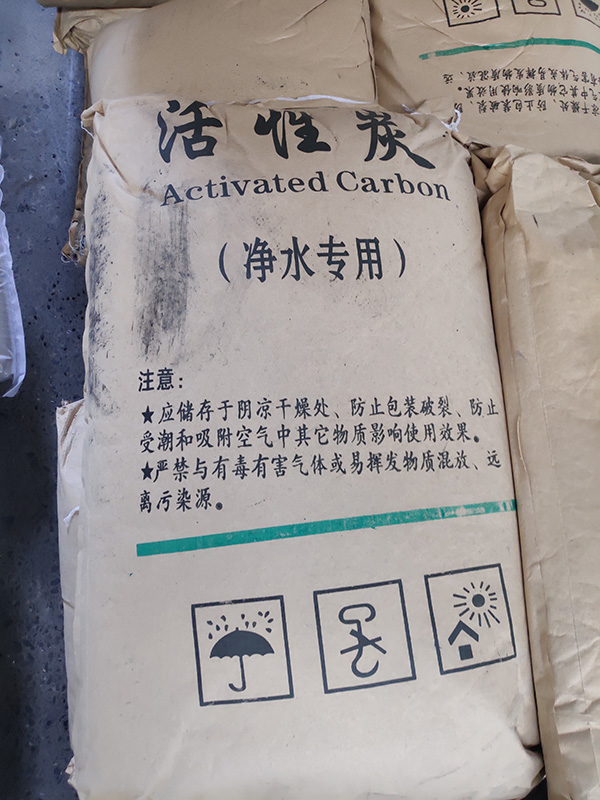 活性炭
Activated Carbon
（净水专用）
注意：
★应储存于阴凉干燥处、防止包装破裂、防止
受潮和吸附空气中其它物质影响使用效果。
★严禁与有毒有害气体或易挥发物质混放、远
离污染源。